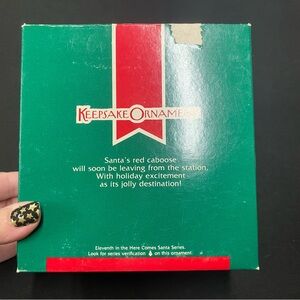 KEEPSAKE ORNAMENT
Santa's red caboose
will soon be leaving from the station,
With holiday excitement
as its jolly destination!
Eleventh in the Here Comes Santa Series.
Look for series verification on this ornament.